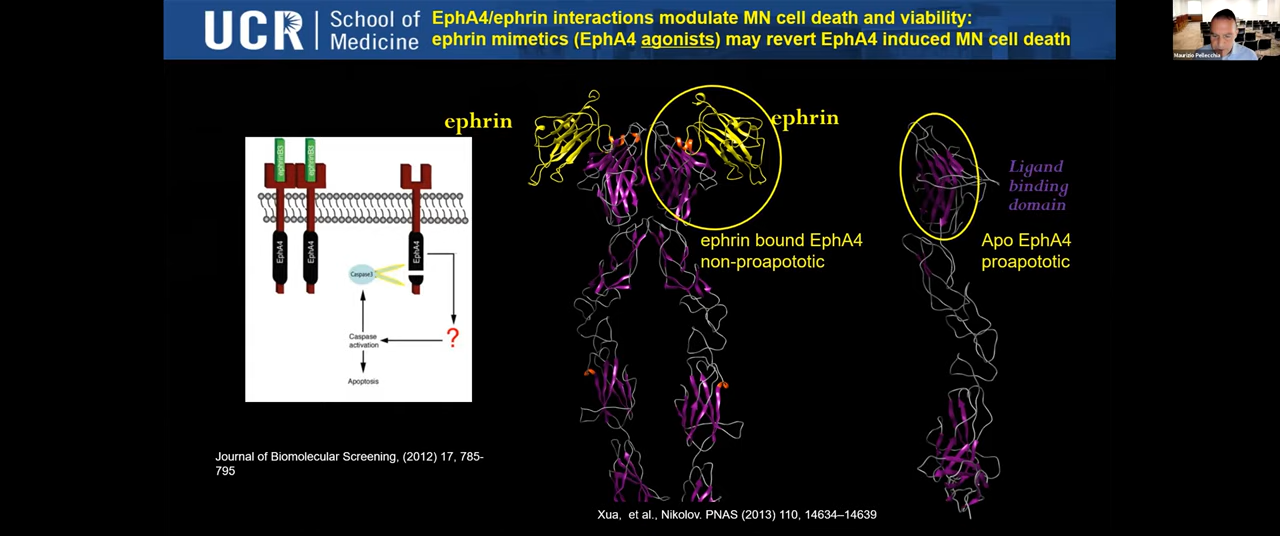 UCR
School of
Medicine
EphA4/ephrin interactions modulate MN cell death and viability:
ephrin mimetics (EphA4 agonists) may revert EphA4 induced MN cell death
Maurizio Pellecchia
ephrin
ephrin
ephrinB3
ephrinB3
EphA4
EphA4
EphA4
Caspase3
Caspase
activation
?
Apoptosis
ephrin bound EphA4
non-proapototic
Ligand
binding
domain
Apo EphA4
proapototic
Journal of Biomolecular Screening, (2012) 17, 785-
795
Xua, et al., Nikolov. PNAS (2013) 110, 14634–14639